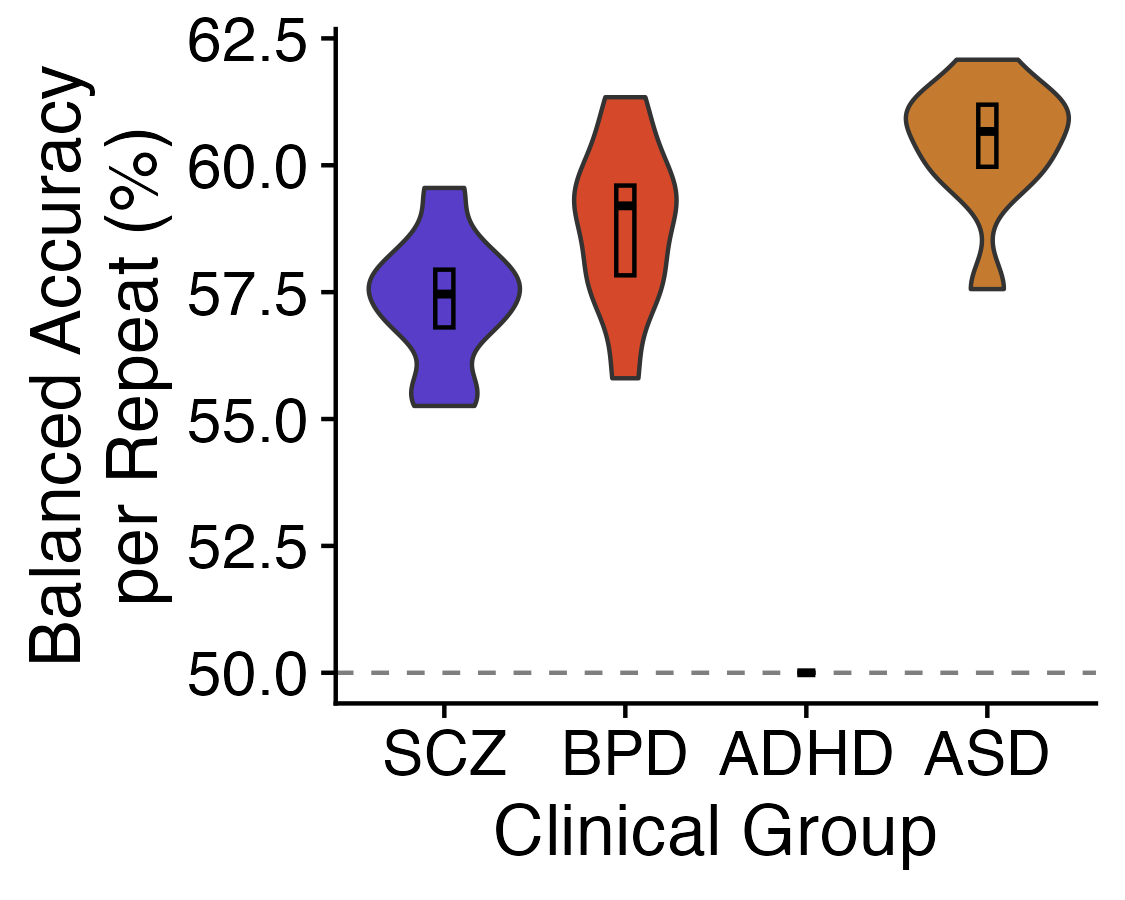 Balanced Accuracy
per Repeat (%)
62.5
60.0
57.5
55.0
52.5
50.0
SCZ BPD ADHD ASD
Clinical Group